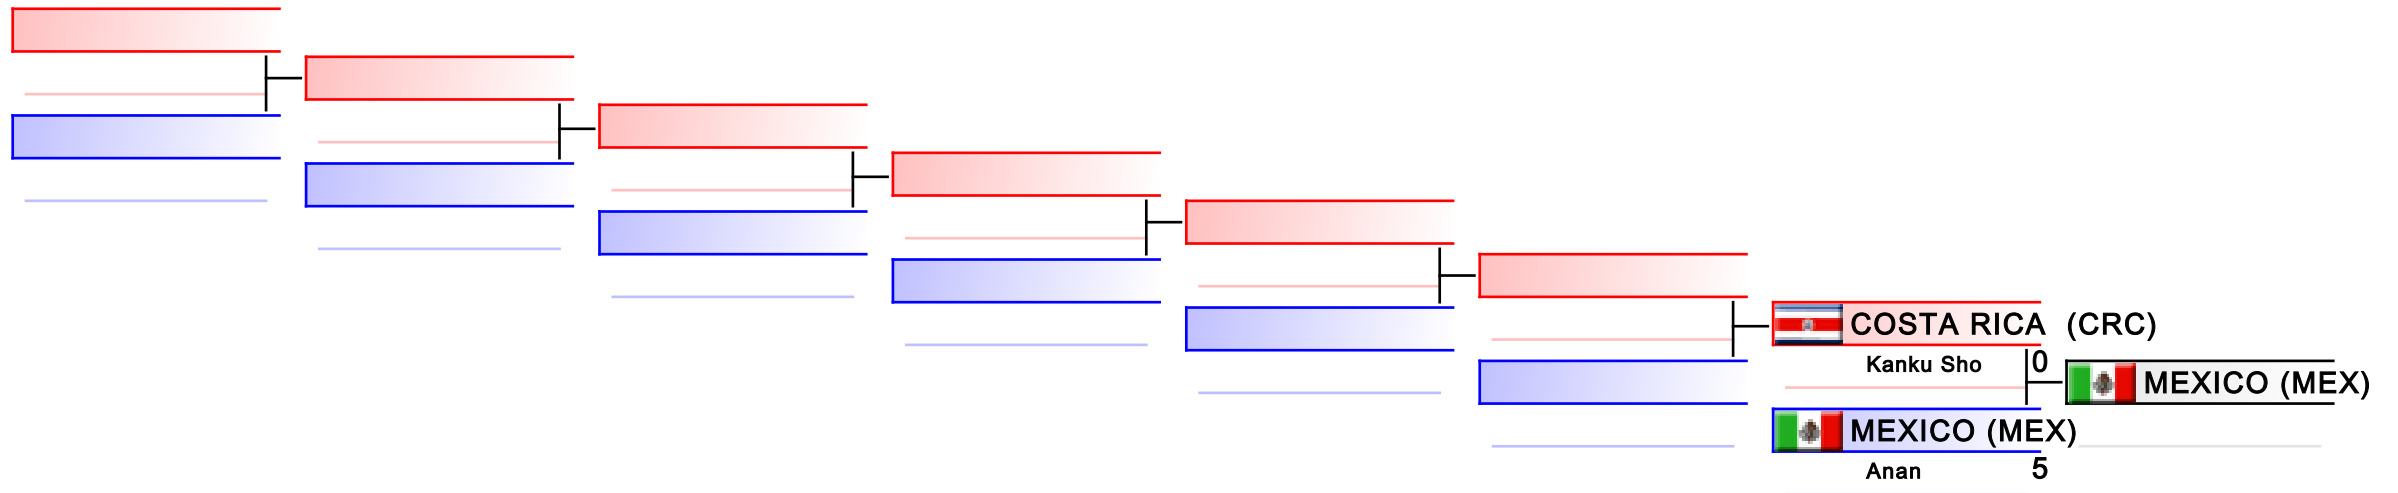 COSTA RICA (CRC)
Kanku Sho 0
MEXICO (MEX)
MEXICO (MEX)
Anan 5